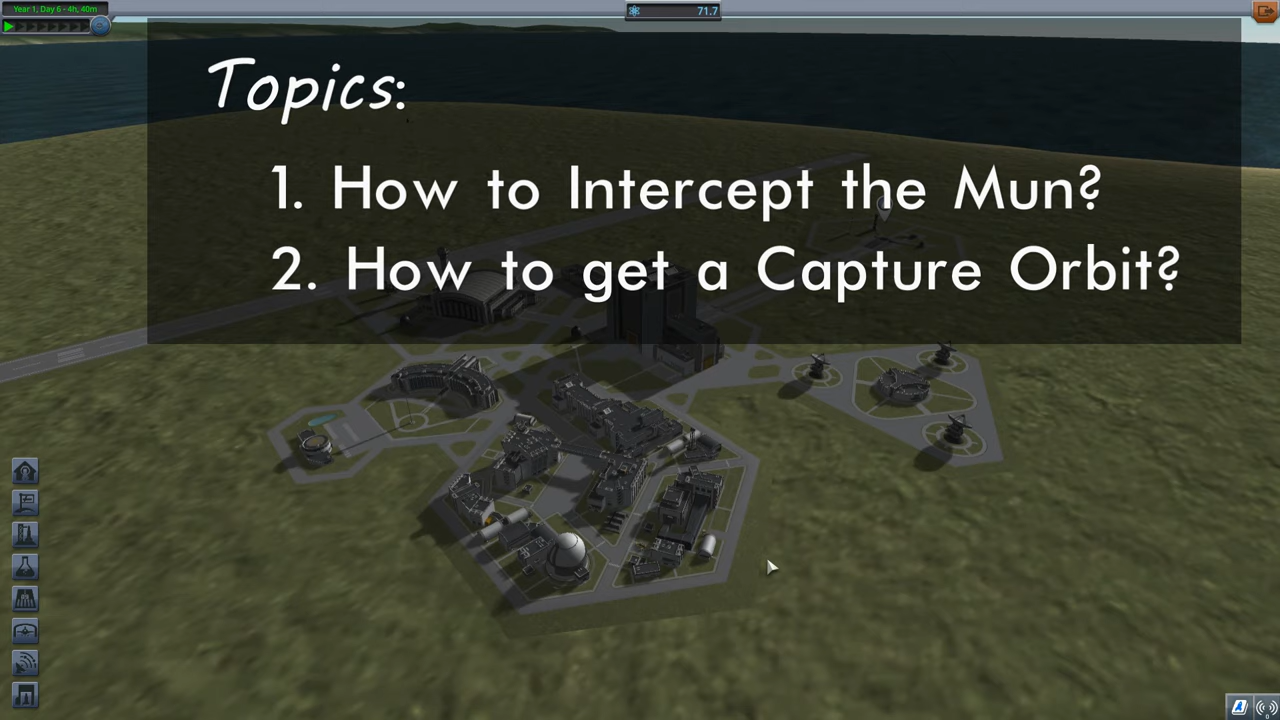 Year 1, Day 6 - 4h, 40m
71.7
Topics:
1. How to Intercept the Mun?
2. How to get a Capture Orbit?